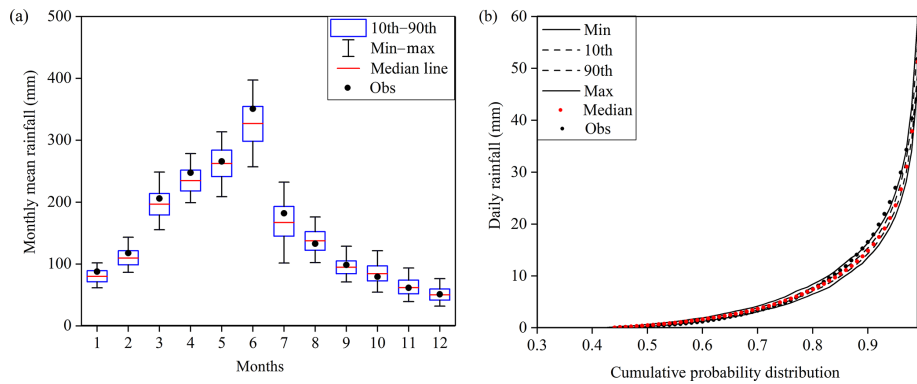 (a)
500
400
300
200
100
0
Monthly mean rainfall (mm)
10th−90th
Min−max
Median line
Obs
1 2 3 4 5 6 7 8 9 10 11 12
Months
(b)
60
50
40
30
20
10
0
Daily rainfall (mm)
Min
10th
90th
Max
Median
Obs
0.3 0.4 0.5 0.6 0.7 0.8 0.9
Cumulative probability distribution